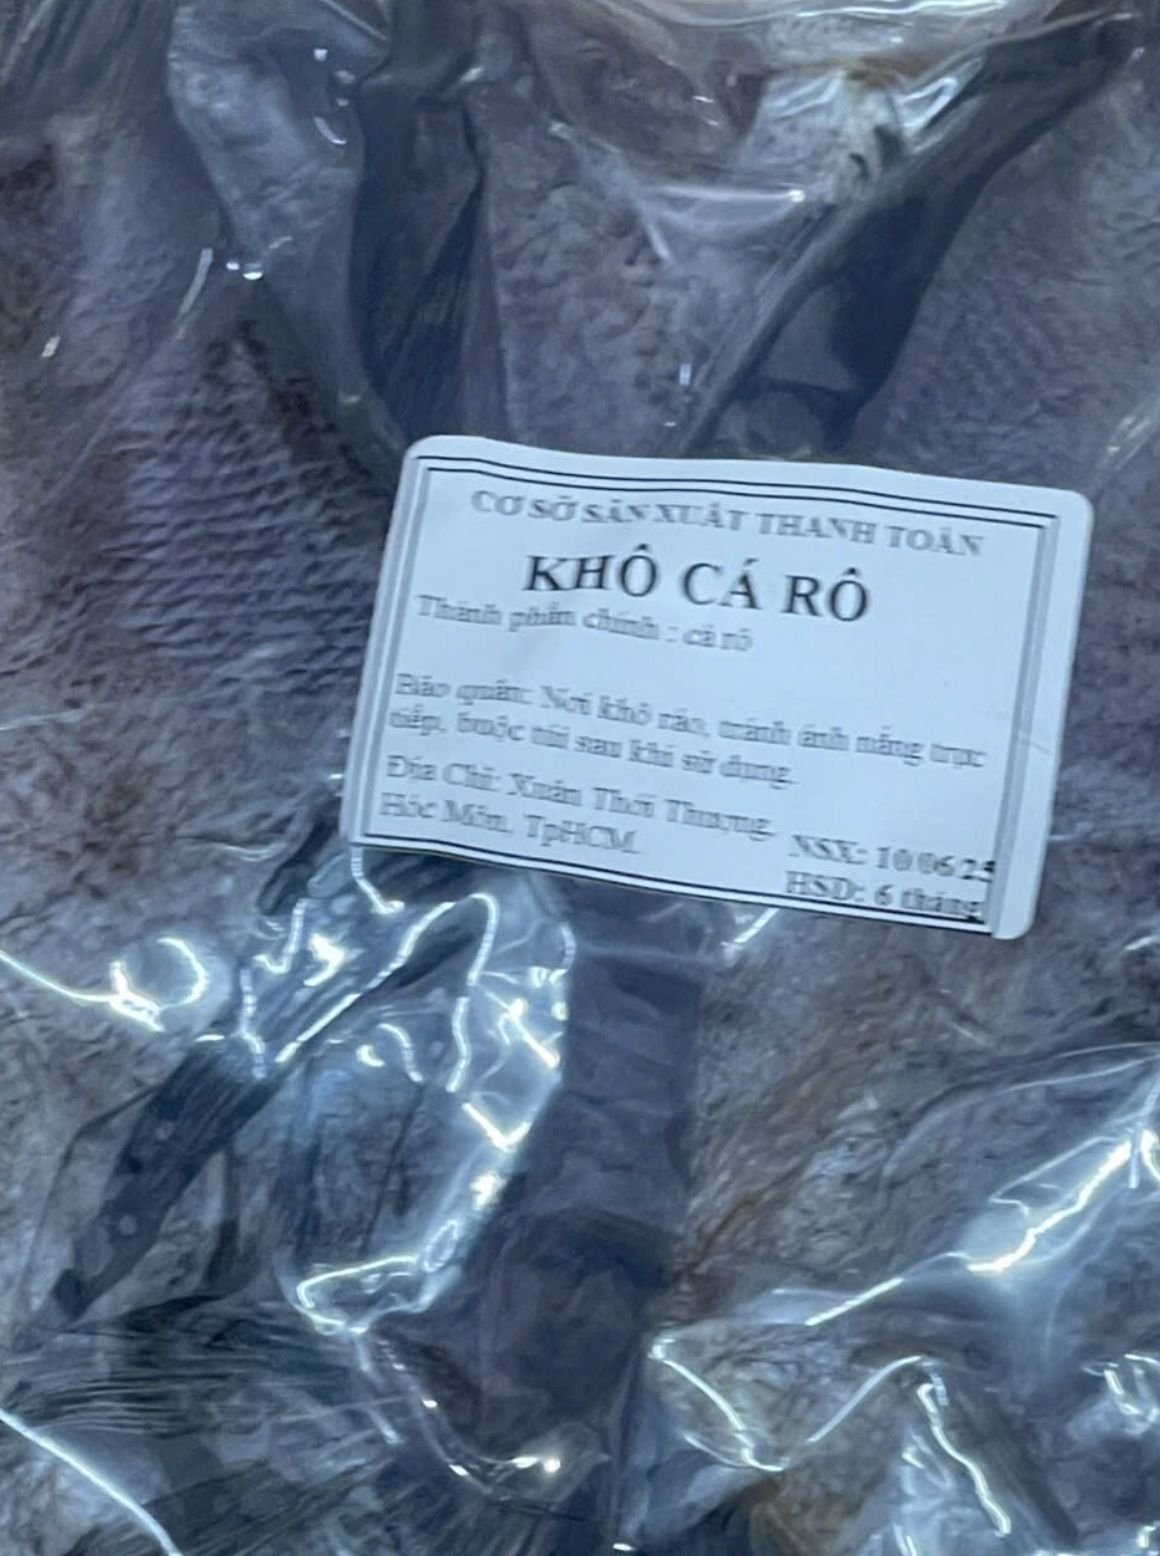 CƠ SỞ SẢN XUẤT THANH TOÀN
KHÔ CÁ RÔ
Thành phần chính : cá rô
Bảo quản: Nơi khô ráo, tránh ánh nắng trực
tiếp, buộc túi sau khi sử dụng.
Địa Chỉ: Xuân Thới Thượng,
Hóc Môn, TpHCM.
NSX: 10/06/25
HSD: 6 tháng